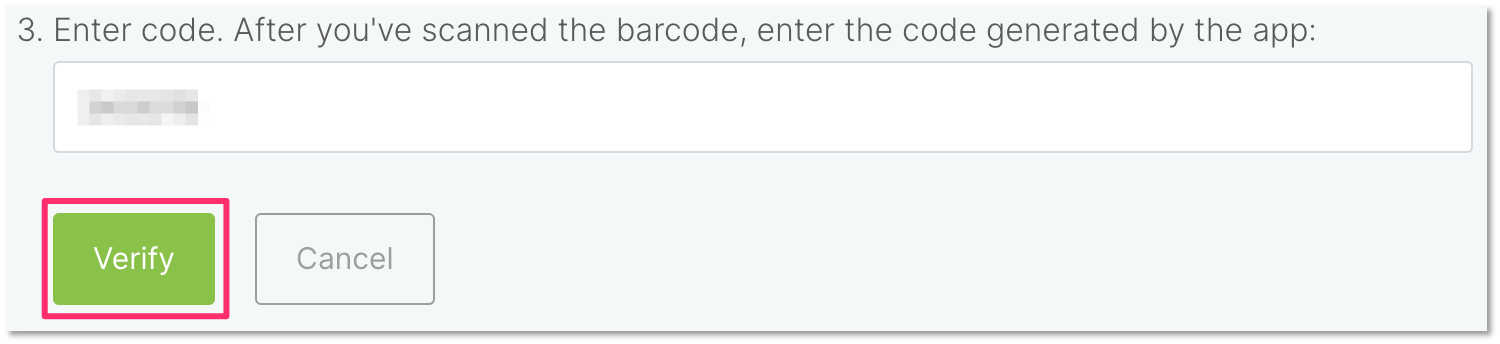 3. Enter code. After you've scanned the barcode, enter the code generated by the app:
Verify
Cancel